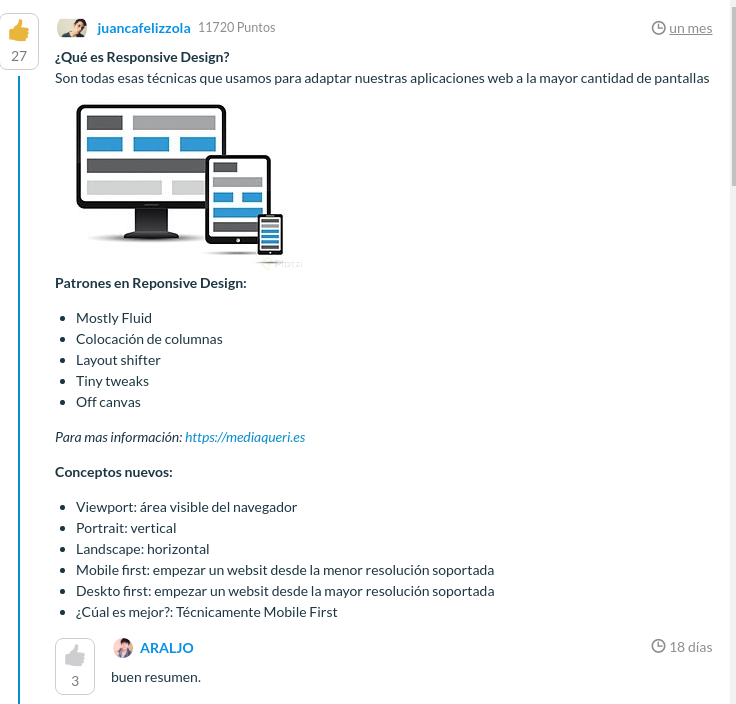 juancafelizzola 11720 Puntos un mes
27
¿Qué es Responsive Design?
Son todas esas técnicas que usamos para adaptar nuestras aplicaciones web a la mayor cantidad de pantallas
Patrones en Reponsive Design:
Mostly Fluid
Colocación de columnas
Layout shifter
Tiny tweaks
Off canvas
Para mas información: https://mediaqueri.es
Conceptos nuevos:
Viewport: área visible del navegador
Portrait: vertical
Landscape: horizontal
Mobile first: empezar un websit desde la menor resolución soportada
Deskto first: empezar un websit desde la mayor resolución soportada
¿Cúal es mejor?: Técnicamente Mobile First
ARALJO 18 días
3
buen resumen.